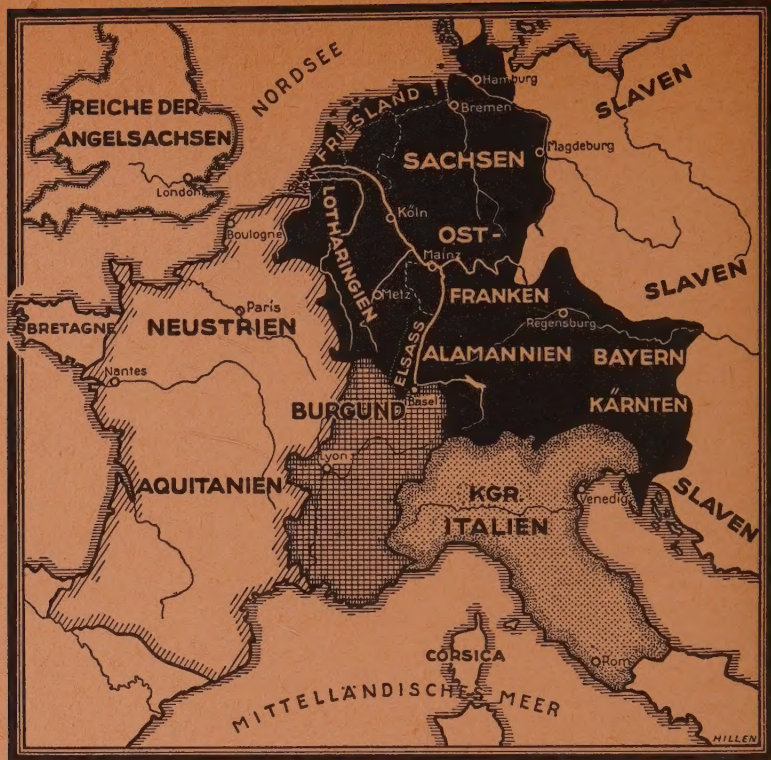 NORDSEE
REICHE DER
ANGELSACHSEN
London
FRIESLAND
Hamburg
Bremen
SLAVEN
SACHSEN
Magdeburg
LOTHARINGIEN
Köln
OST-
Boulogne
Mainz
Metz
FRANKEN
SLAVEN
BRETAGNE
NEUSTRIEN
Paris
Regensburg
ELSASS
ALAMANNIEN
BAYERN
Nantes
Basel
BURGUND
KÄRNTEN
Lyon
AQUITANIEN
KGR.
ITALIEN
Venedig
SLAVEN
CORSICA
Rom
MITTELLÄNDISCHES MEER
HILLEN